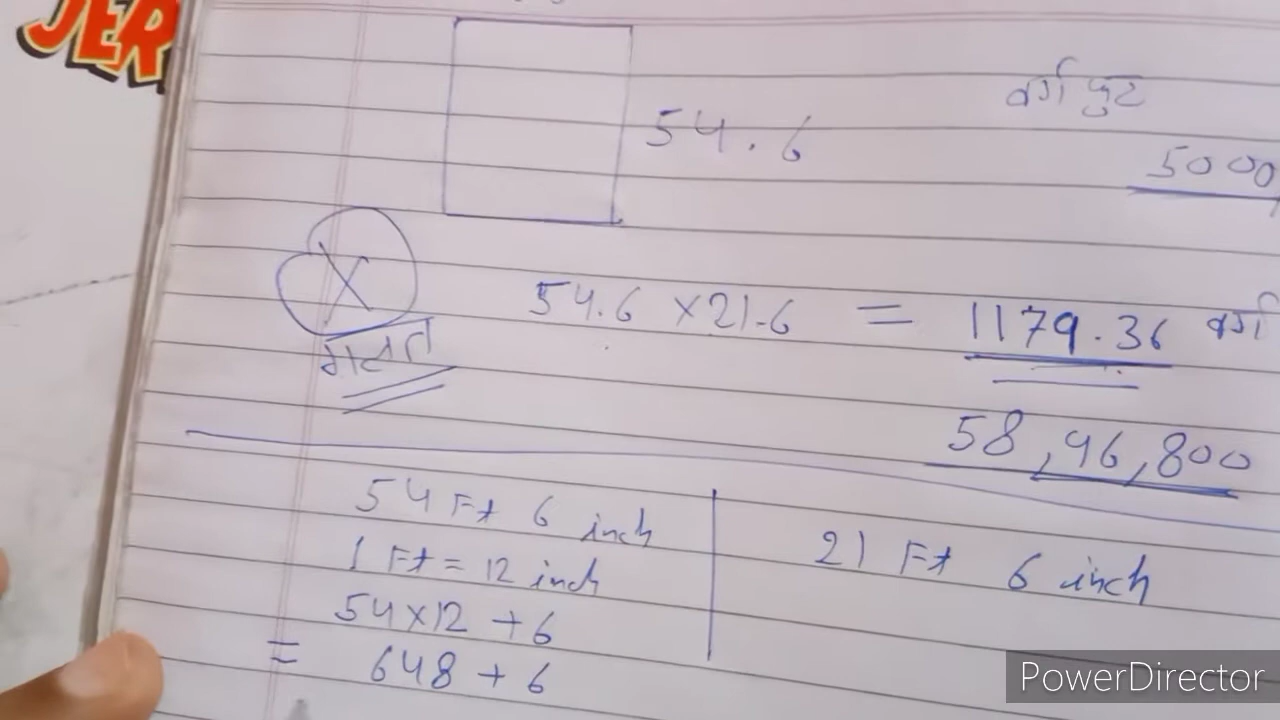 JER
वर्ग फुट
54.6
5000
54.6 × 21.6 = 1179.36 वर्ग
X
गलत
58,96,800
54 Ft 6 inch
1 Ft = 12 inch
54×12 + 6
= 648 + 6
21 Ft 6 inch
PowerDirector